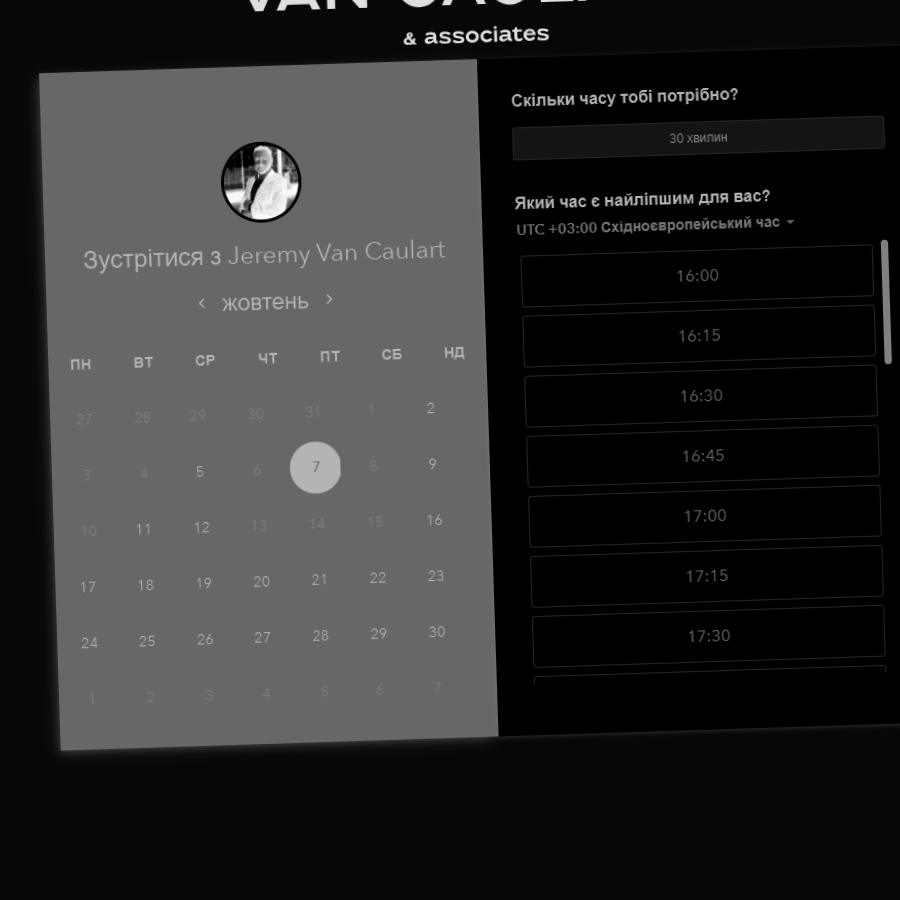 & associates
Зустрітися з Jeremy Van Caulart
жовтень
ПН ВТ СР ЧТ ПТ СБ НД
27 28 29 30 31 1 2
3 4 5 6 7 8 9
10 11 12 13 14 15 16
17 18 19 20 21 22 23
24 25 26 27 28 29 30
1 2 3 4 5 6 7
Скільки часу тобі потрібно?
30 хвилин
Який час є найліпшим для вас?
UTC +03:00 Східноєвропейський час
16:00
16:15
16:30
16:45
17:00
17:15
17:30